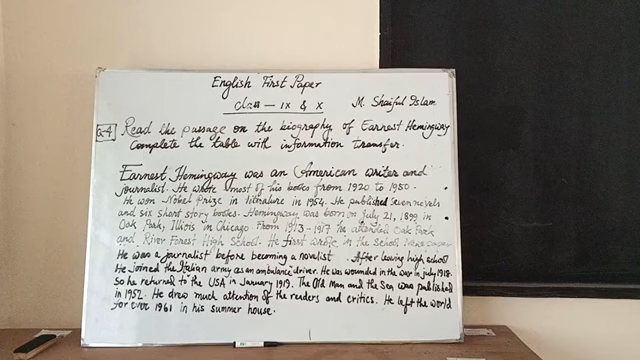 English First Paper
Class — IX & X
M. Shaiful Islam
Q-4 Read the passage on the biography of Earnest Hemingway
Complete the table with information transfer.
Earnest Hemingway was an American writer and
journalist. He wrote most of his books from 1920 to 1950.
He won Nobel Prize in literature in 1954. He published seven novels
and six short story books. Hemingway was born on July 21, 1899 in
Oak Park, Illiois in Chicago. From 1913-1917 he attended Oak Park
and River Forest High School. He first wrote in the School Newspaper
He was a journalist before becoming a novelist. After leaving high school
He Joined the Italian army as an ambulance driver. He was wounded in the war in july 1918.
So he returned to the USA in January 1919. The Old Man and the Sea was published
in 1952. He drew much attention of the readers and critics. He left the world
for ever 1961 in his summer house.